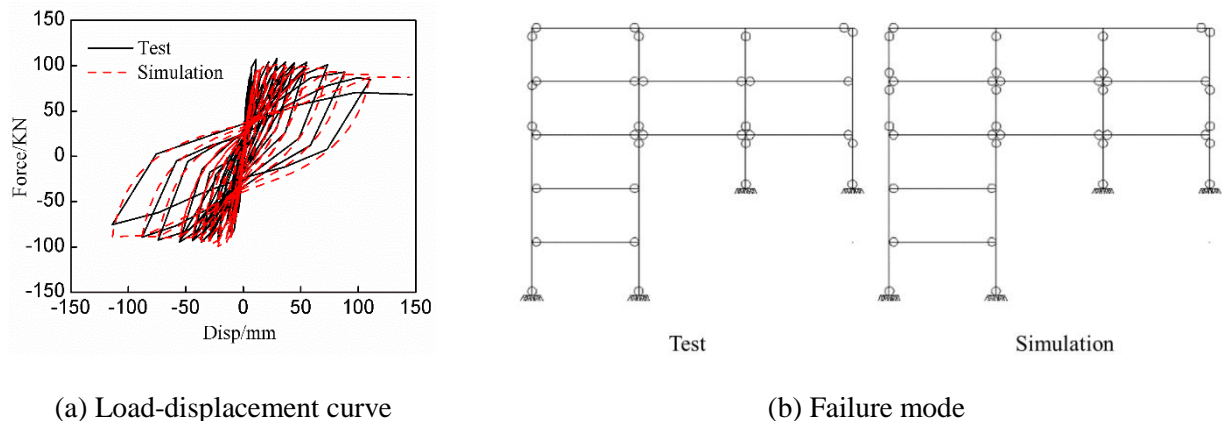 150
100
50
0
-50
-100
-150
Force/KN
Test
Simulation
-150 -100 -50 0 50 100 150
Disp/mm
(a) Load-displacement curve
Test Simulation
(b) Failure mode